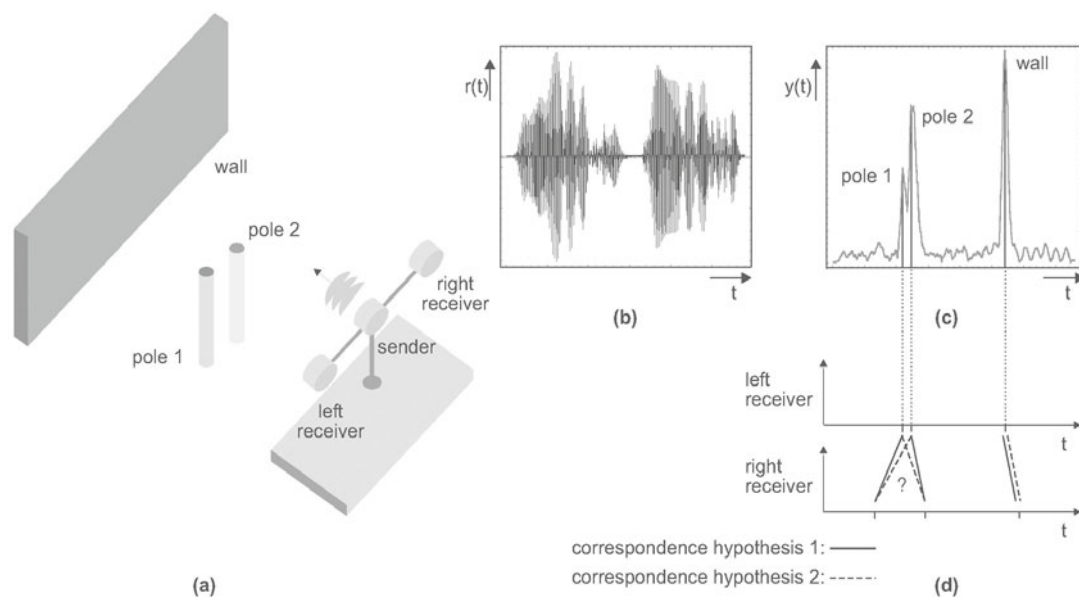 wall
pole 2
pole 1
right
receiver
sender
left
receiver
(a)
r(t)
t
(b)
y(t)
wall
pole 2
pole 1
t
(c)
left
receiver
t
right
receiver
?
t
correspondence hypothesis 1:
correspondence hypothesis 2:
(d)